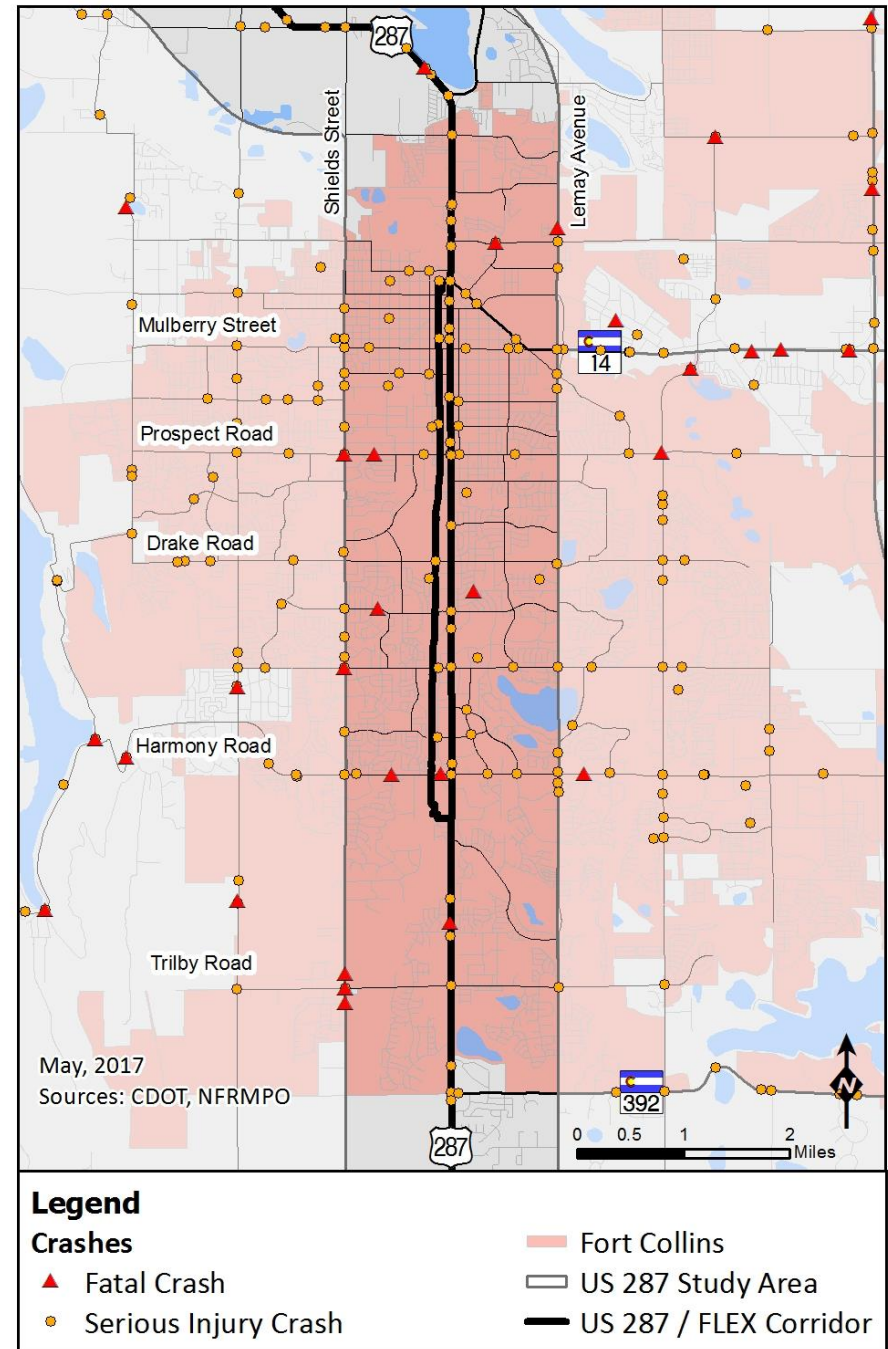 287
Shields Street
Lemay Avenue
Mulberry Street
C
14
Prospect Road
Drake Road
Harmony Road
Trilby Road
May, 2017
Sources: CDOT, NFRMPO
C
392
N
287
0 0.5 1 2
Miles
Legend
Crashes
Fatal Crash
Serious Injury Crash
Fort Collins
US 287 Study Area
US 287 / FLEX Corridor